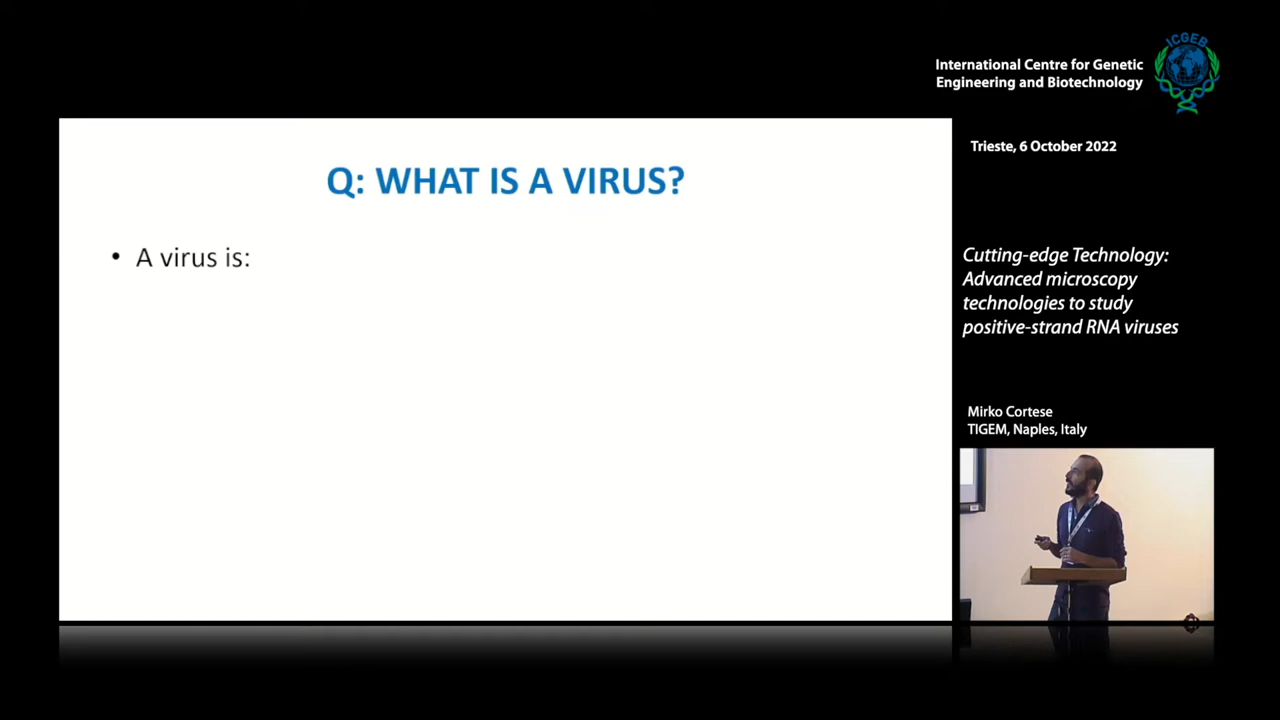 ICGEB
International Centre for Genetic
Engineering and Biotechnology
Trieste, 6 October 2022
Q: WHAT IS A VIRUS?
• A virus is:
Cutting-edge Technology:
Advanced microscopy
technologies to study
positive-strand RNA viruses
Mirko Cortese
TIGEM, Naples, Italy